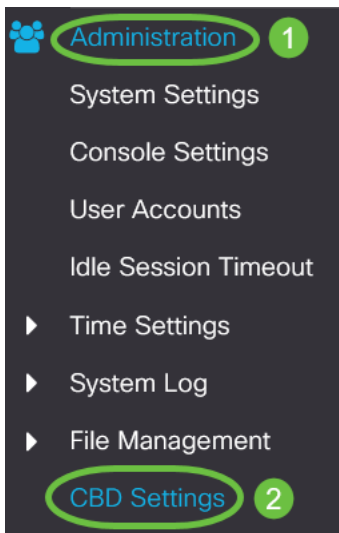 Administration 1
System Settings
Console Settings
User Accounts
Idle Session Timeout
Time Settings
System Log
File Management
CBD Settings 2